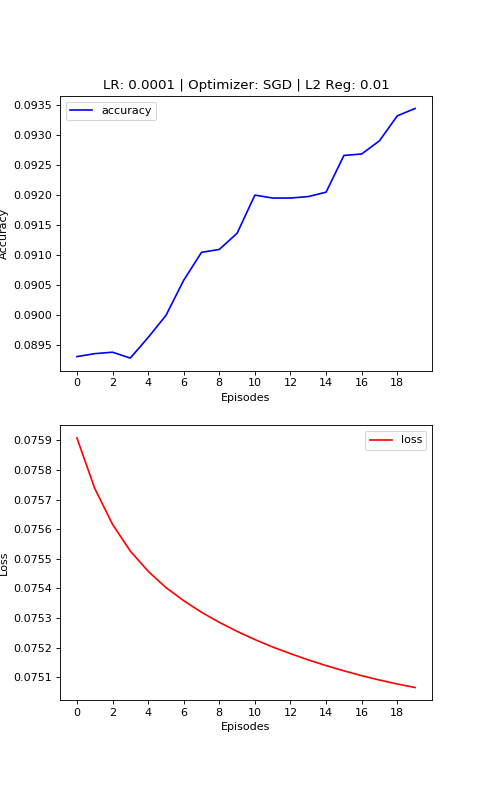 LR: 0.0001 | Optimizer: SGD | L2 Reg: 0.01
accuracy
0.0935
0.0930
0.0925
0.0920
0.0915
0.0910
0.0905
0.0900
0.0895
Accuracy
0 2 4 6 8 10 12 14 16 18
Episodes
loss
0.0759
0.0758
0.0757
0.0756
0.0755
0.0754
0.0753
0.0752
0.0751
Loss
0 2 4 6 8 10 12 14 16 18
Episodes